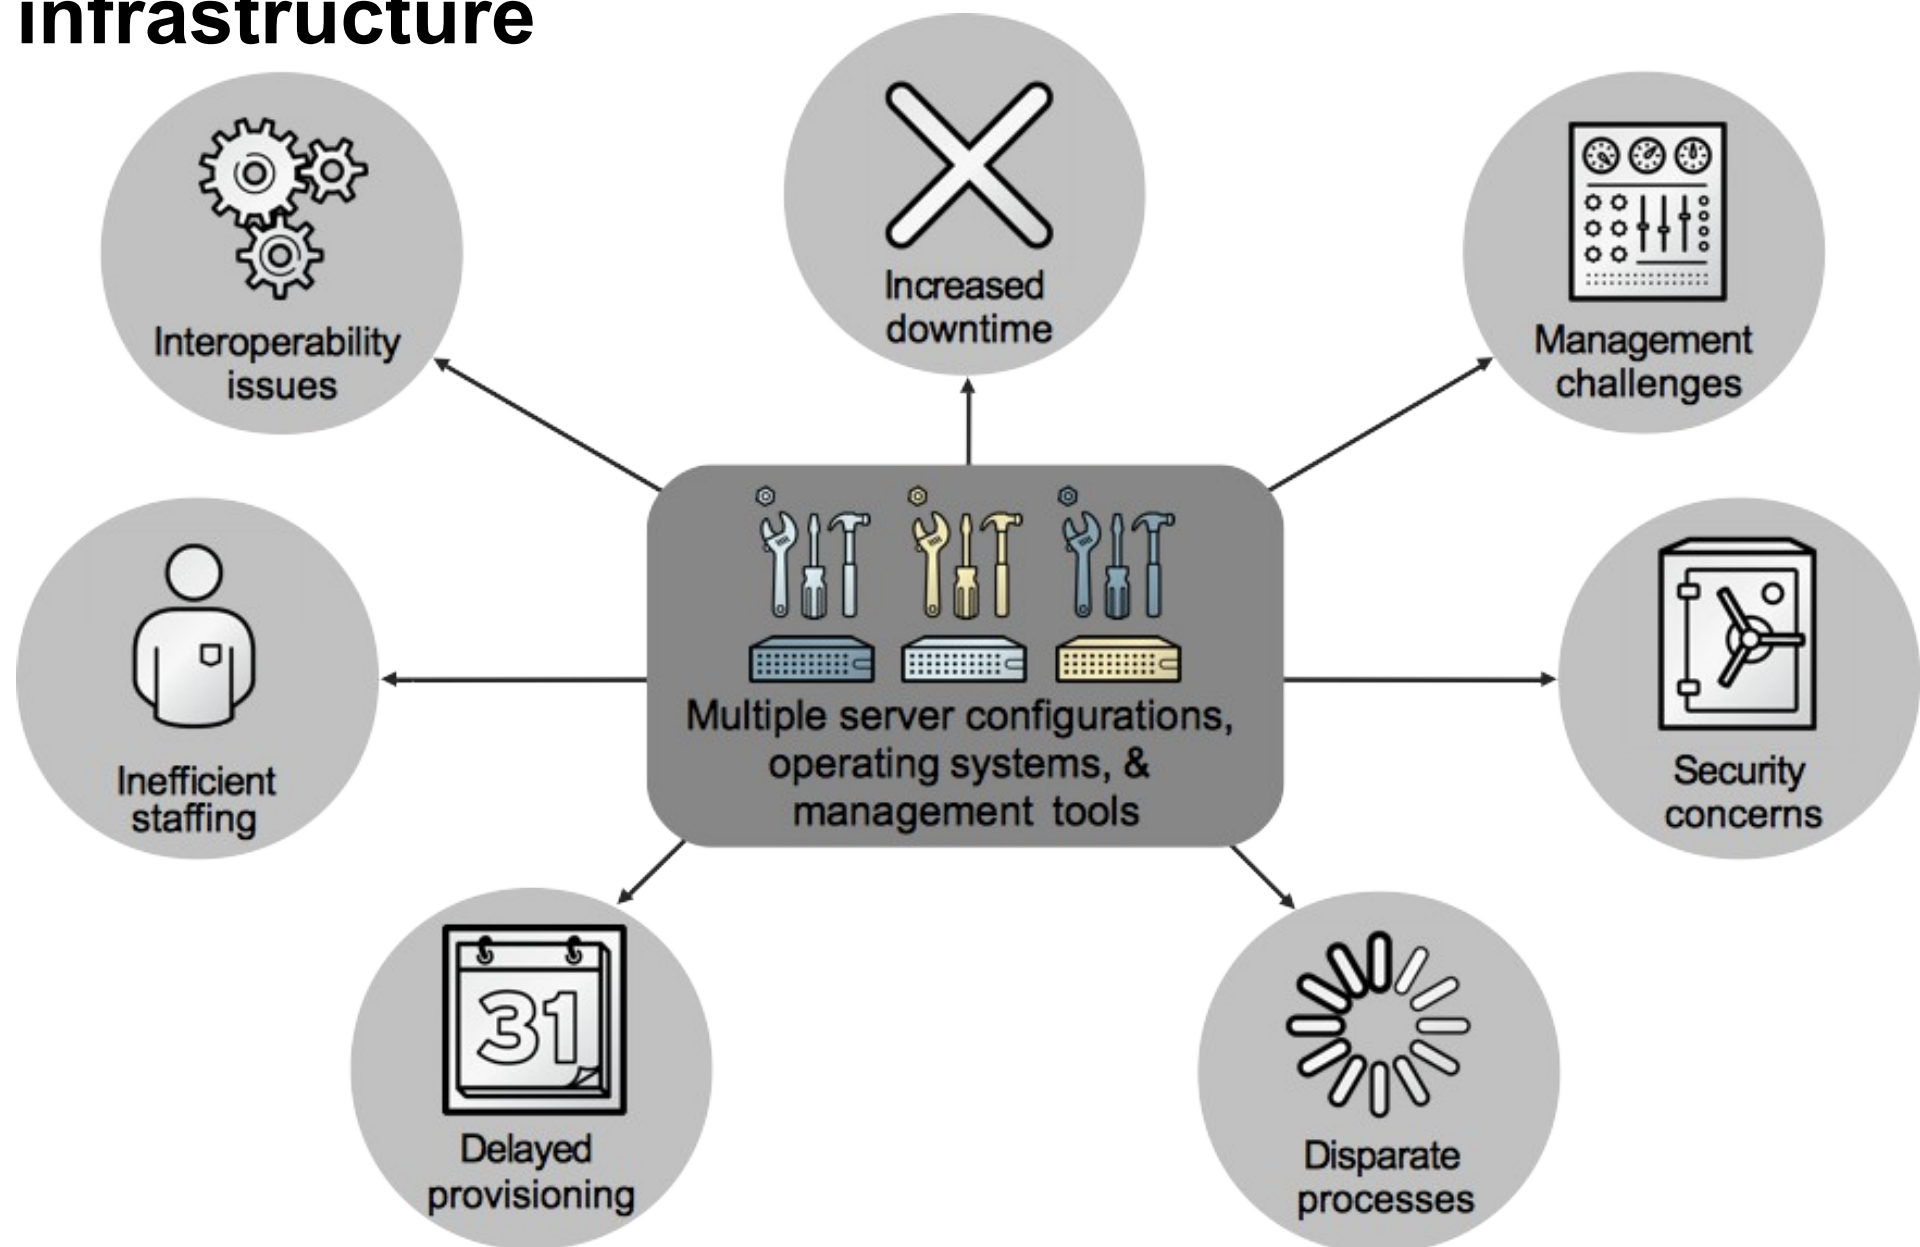 infrastructure
Interoperability
issues
Increased
downtime
Management
challenges
Inefficient
staffing
Multiple server configurations,
operating systems, &
management tools
Security
concerns
31
Delayed
provisioning
Disparate
processes